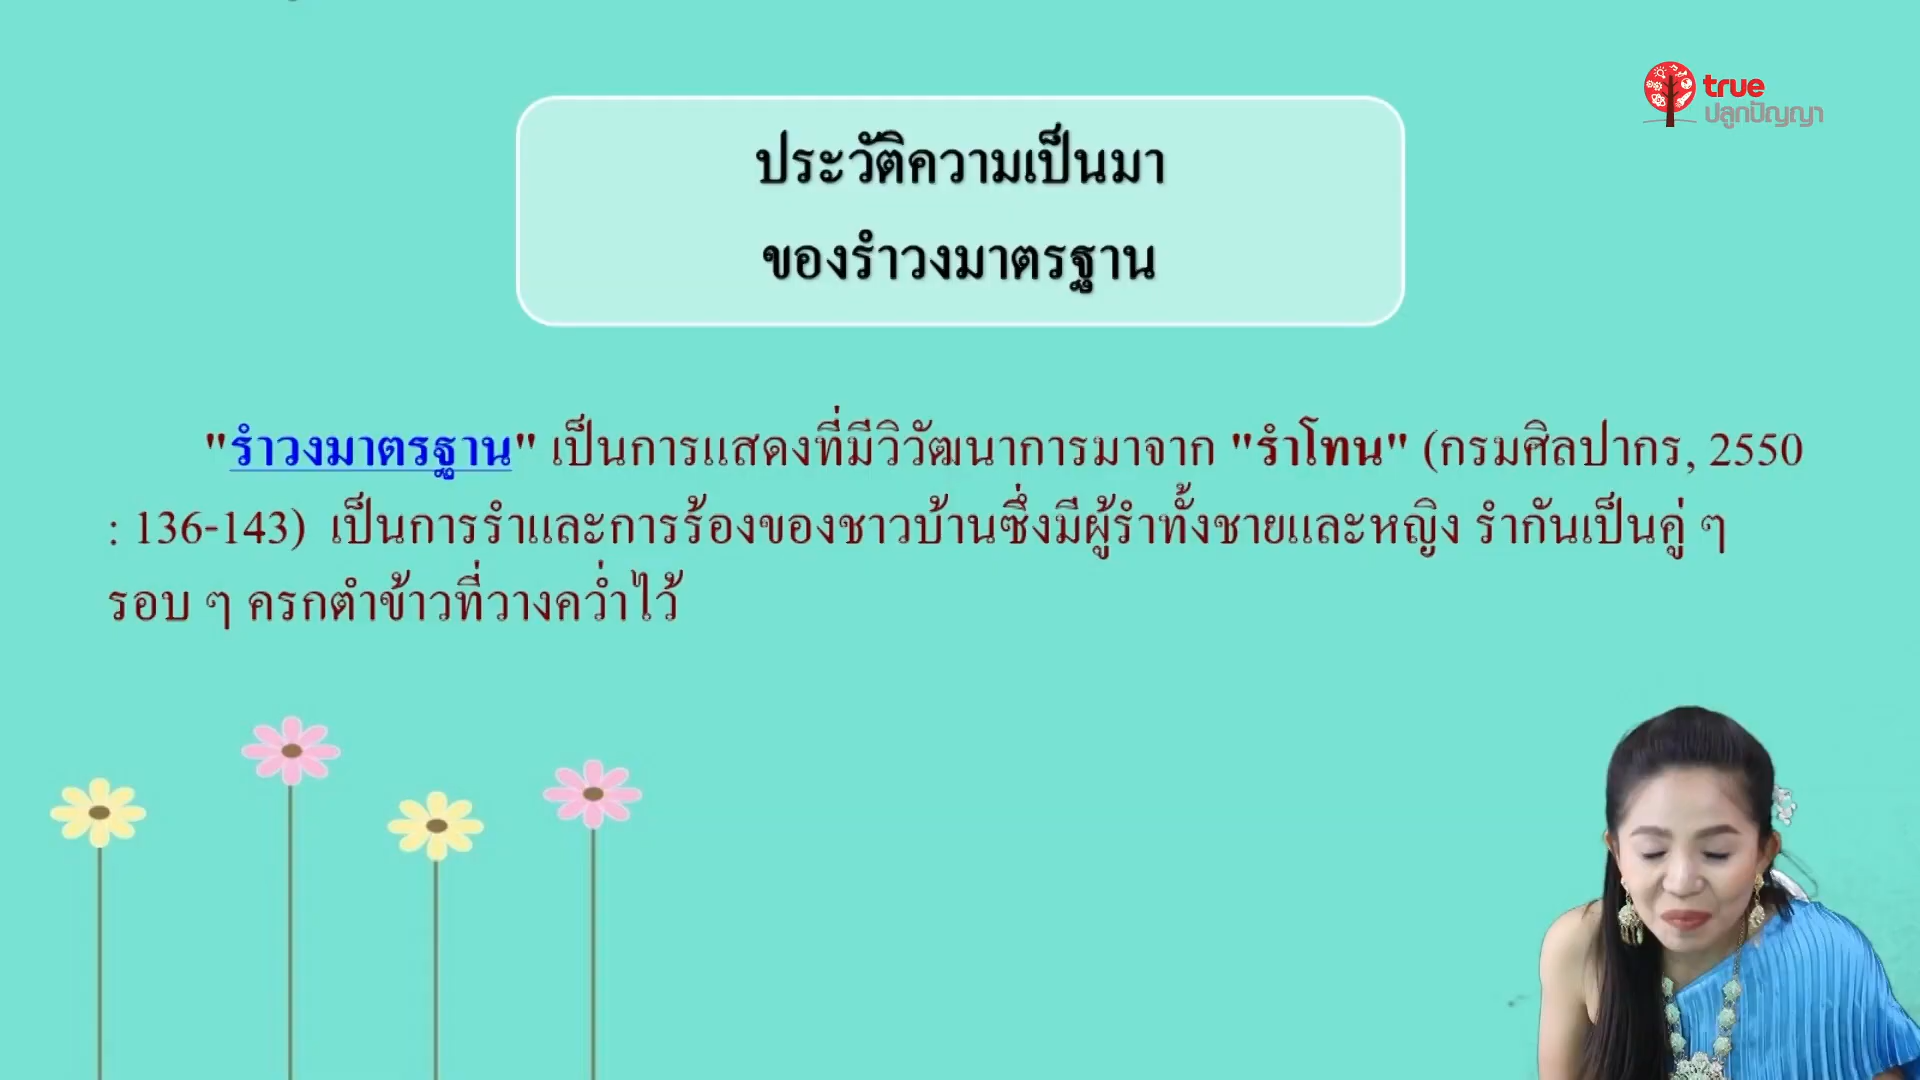 true
ปลูกปัญญา
ประวัติความเป็นมา
ของรำวงมาตรฐาน
"รำวงมาตรฐาน" เป็นการแสดงที่มีวิวัฒนาการมาจาก "รำโทน" (กรมศิลปากร, 2550
: 136-143) เป็นการรำและการร้องของชาวบ้านซึ่งมีผู้รำทั้งชายและหญิง รำกันเป็นคู่ ๆ
รอบ ๆ ครกตำข้าวที่วางคว่ำไว้